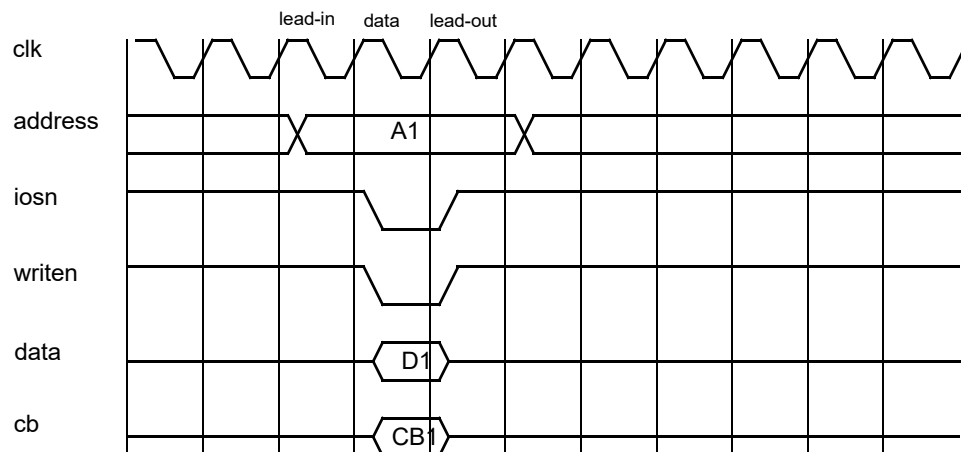 lead-in data lead-out
clk
address A1
iosn
writen
data D1
cb CB1